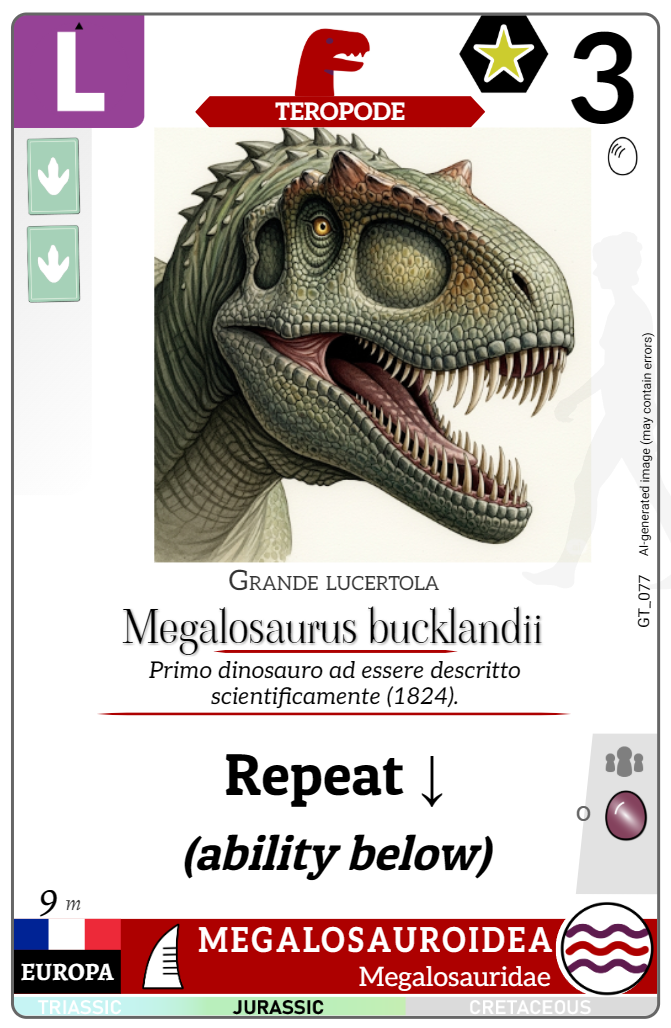 L
TEROPODE
3
AI-generated image (may contain errors)
GT_077
GRANDE LUCERTOLA
Megalosaurus bucklandii
Primo dinosauro ad essere descritto
scientificamente (1824).
Repeat ↓
(ability below)
O
9 m
EUROPA
MEGALOSAUROIDEA
Megalosauridae
TRIASSIC JURASSIC CRETACEOUS